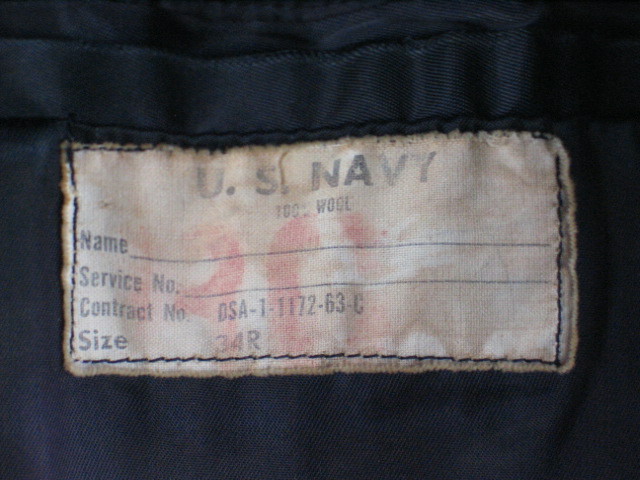 U. S. NAVY
100% WOOL
Name
Service No.
Contract No. DSA-1-1172-63-C
Size 34R